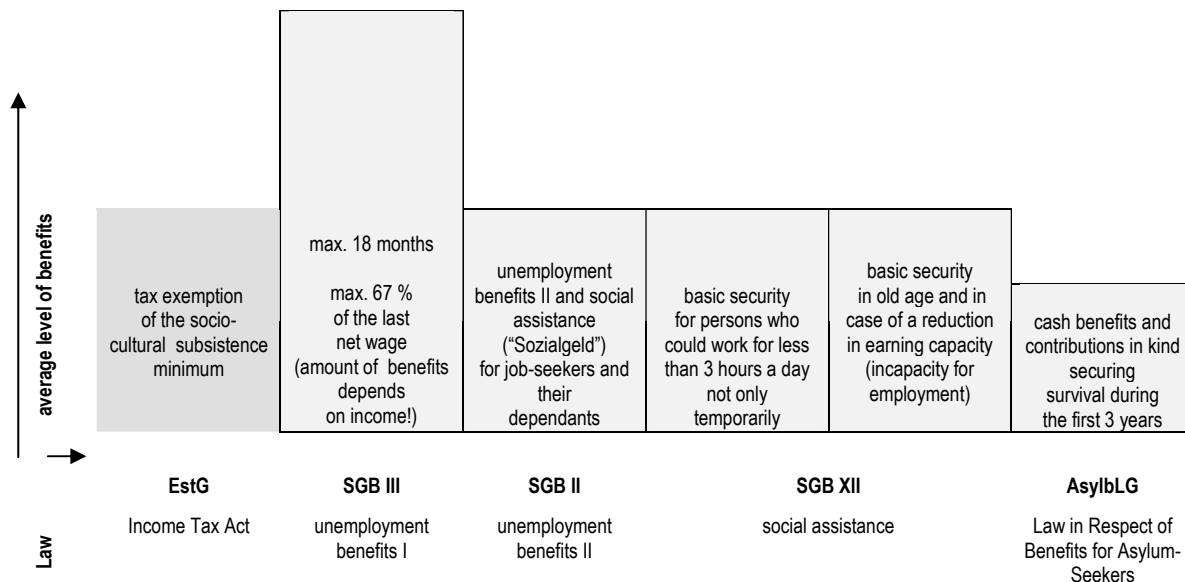 average level of benefits
tax exemption
of the socio-
cultural subsistence
minimum
max. 18 months
max. 67 %
of the last
net wage
(amount of benefits
depends
on income!)
unemployment
benefits II and social
assistance
(“Sozialgeld”)
for job-seekers and
their
dependants
basic security
for persons who
could work for less
than 3 hours a day
not only
temporarily
basic security
in old age and in
case of a reduction
in earning capacity
(incapacity for
employment)
cash benefits and
contributions in kind
securing
survival during
the first 3 years
Law
EstG
Income Tax Act
SGB III
unemployment
benefits I
SGB II
unemployment
benefits II
SGB XII
social assistance
AsylbLG
Law in Respect of
Benefits for Asylum-
Seekers